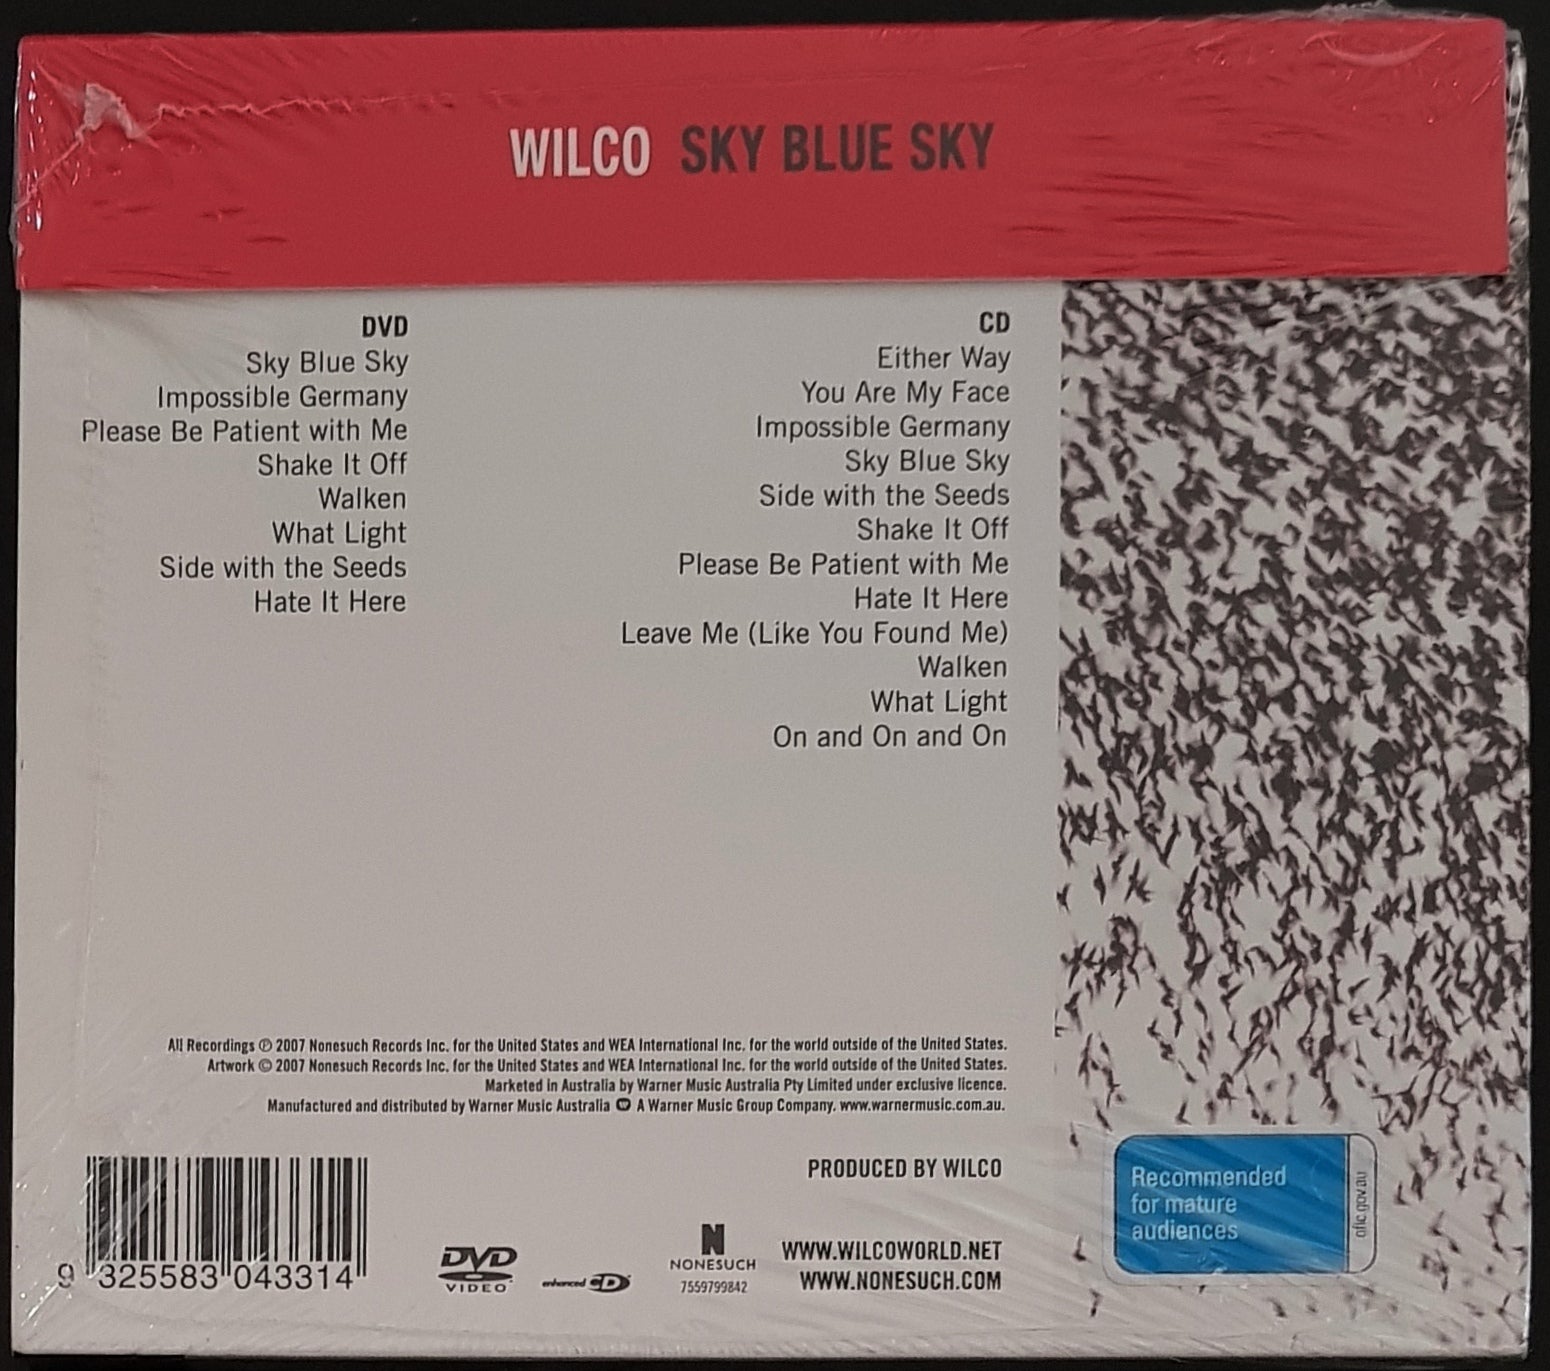 WILCO SKY BLUE SKY
DVD
Sky Blue Sky
Impossible Germany
Please Be Patient with Me
Shake It Off
Walken
What Light
Side with the Seeds
Hate It Here
CD
Either Way
You Are My Face
Impossible Germany
Sky Blue Sky
Side with the Seeds
Shake It Off
Please Be Patient with Me
Hate It Here
Leave Me (Like You Found Me)
Walken
What Light
On and On and On
All Recordings ℗ 2007 Nonesuch Records Inc. for the United States and WEA International Inc. for the world outside of the United States.
Artwork © 2007 Nonesuch Records Inc. for the United States and WEA International Inc. for the world outside of the United States.
Marketed in Australia by Warner Music Australia Pty Limited under exclusive licence.
Manufactured and distributed by Warner Music Australia A Warner Music Group Company. www.warnermusic.com.au.
PRODUCED BY WILCO
9 325583 043314
DVD
VIDEO
enhanced CD
N
NONESUCH
7559799842
WWW.WILCOWORLD.NET
WWW.NONESUCH.COM
Recommended
for mature
audiences
oflc.gov.au